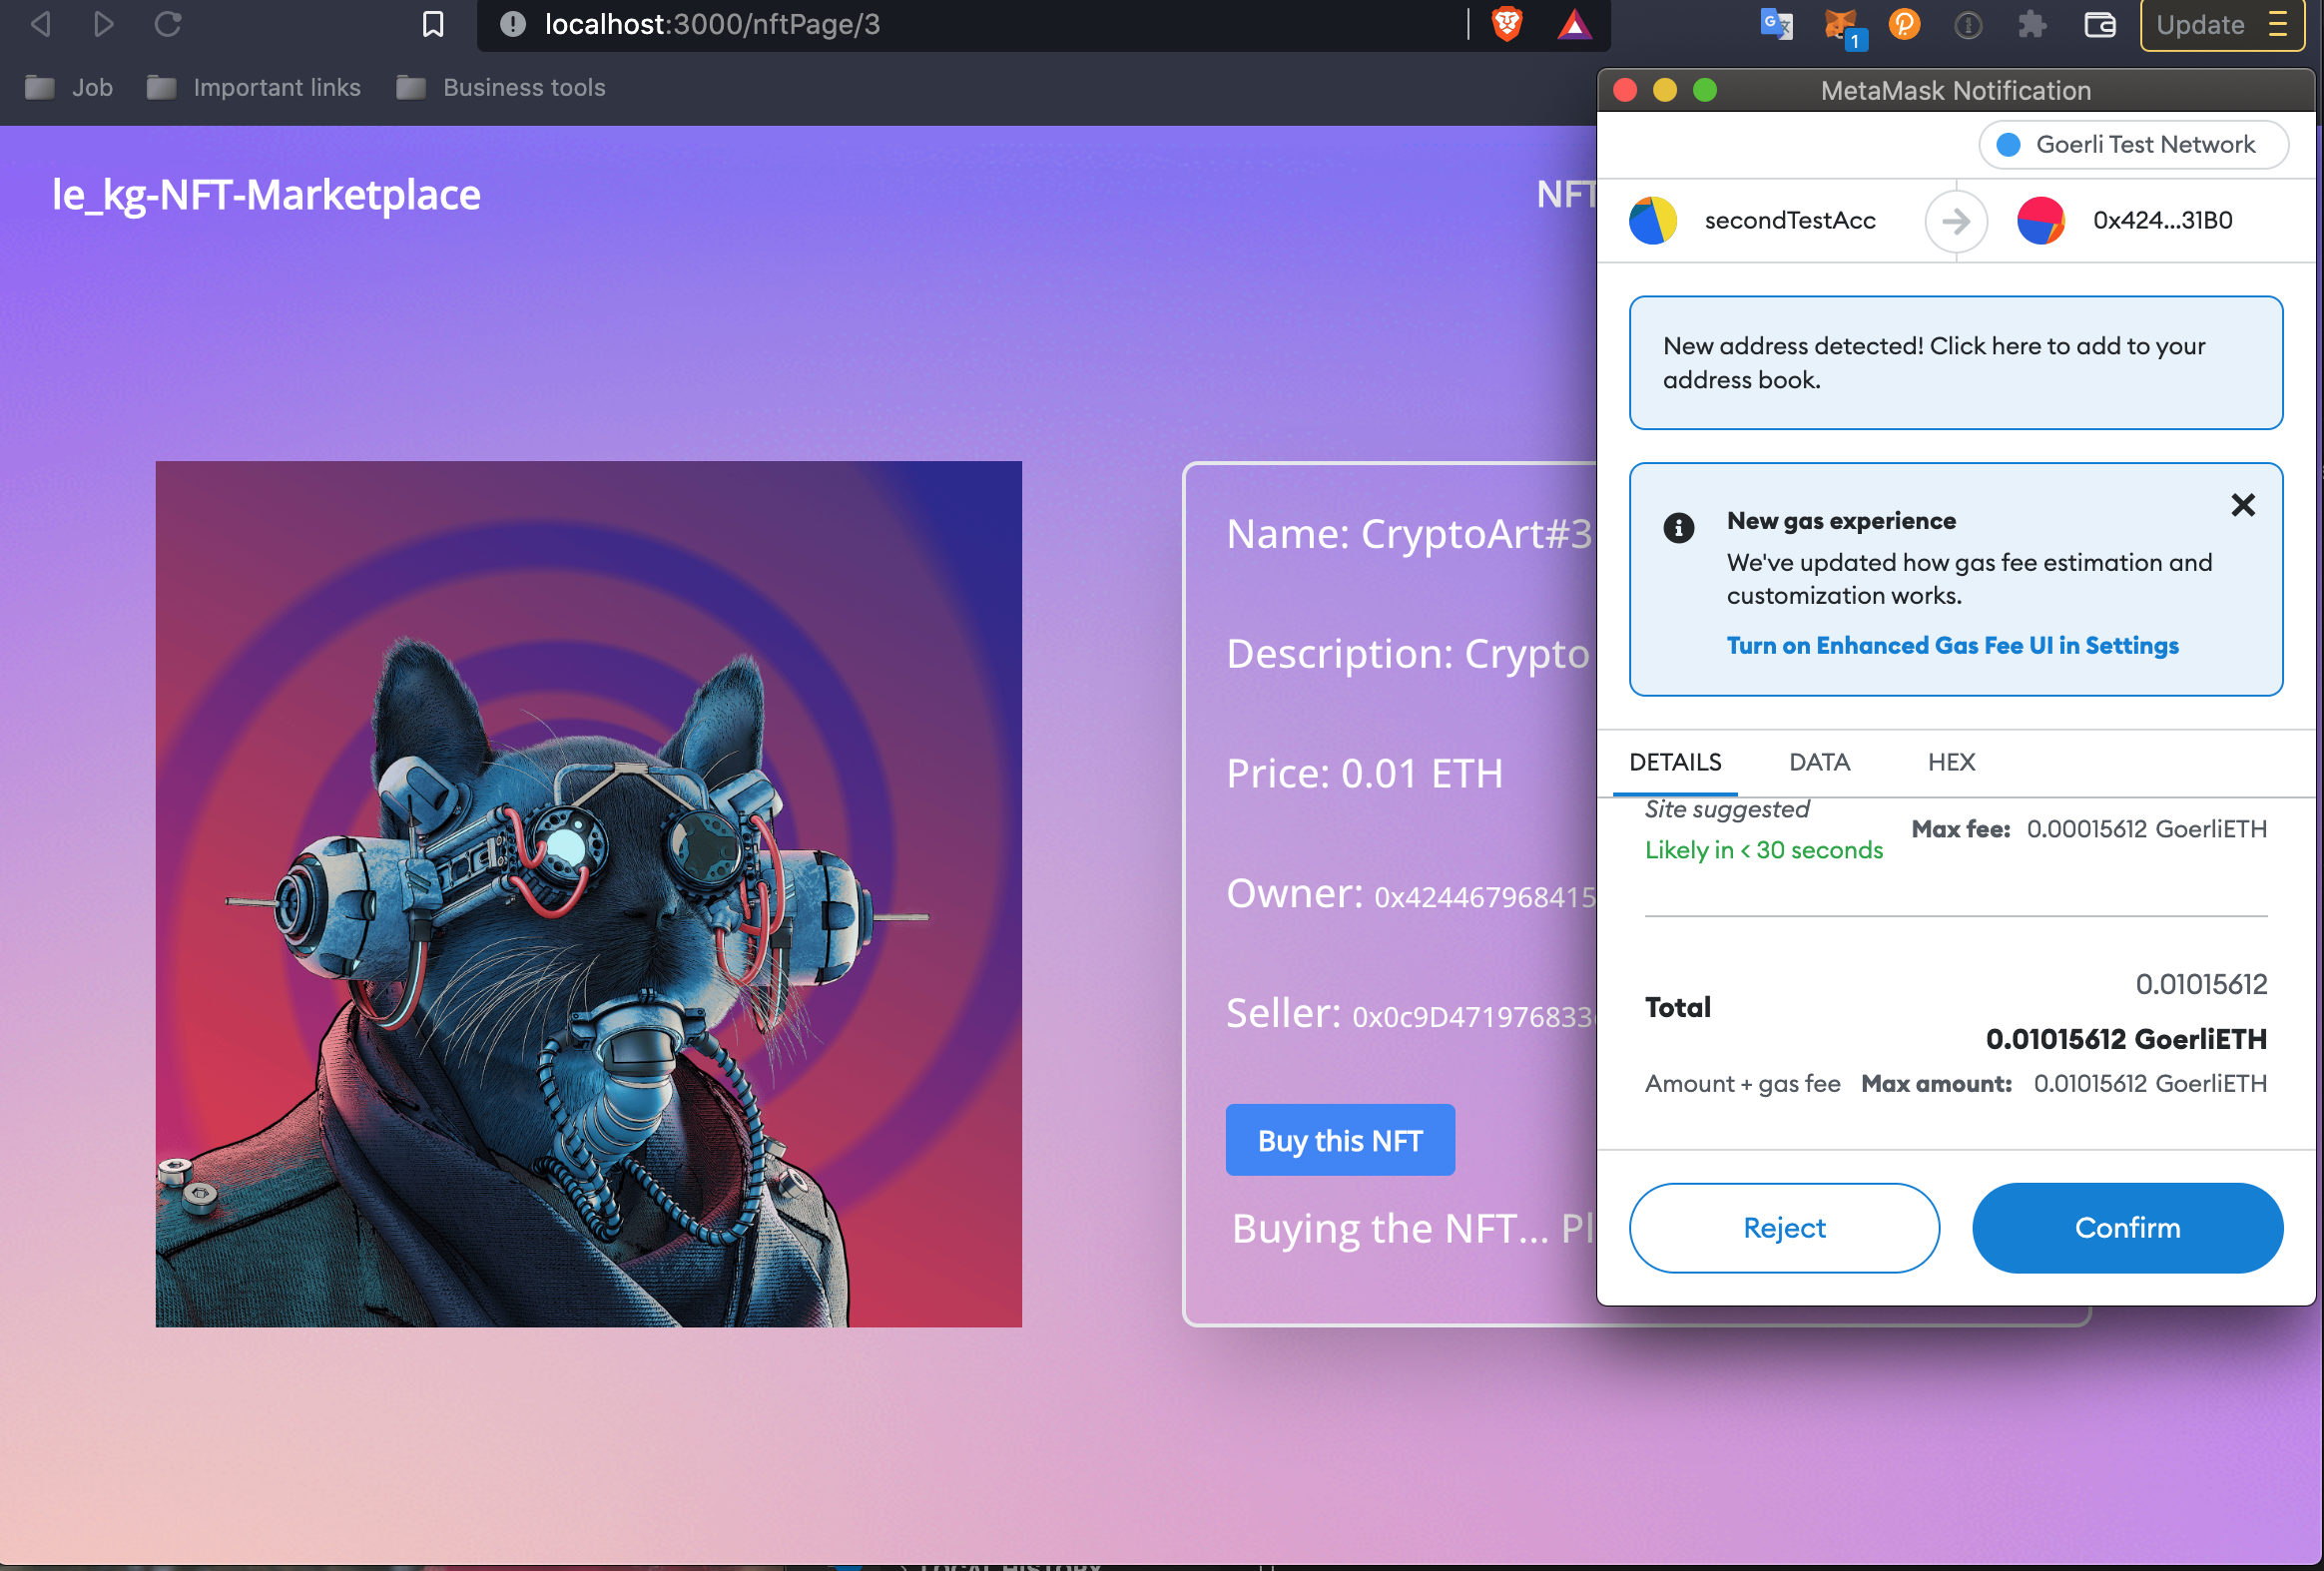 localhost:3000/nftPage/3
1
Update
Job
Important links
Business tools
MetaMask Notification
le_kg-NFT-Marketplace
NFT
Goerli Test Network
secondTestAcc
0x424...31B0
New address detected! Click here to add to your
address book.
New gas experience
We've updated how gas fee estimation and
customization works.
Turn on Enhanced Gas Fee UI in Settings
DETAILS
DATA
HEX
Site suggested
Likely in < 30 seconds
Max fee: 0.00015612 GoerliETH
0.01015612
Total
0.01015612 GoerliETH
Amount + gas fee Max amount: 0.01015612 GoerliETH
Reject
Confirm
Name: CryptoArt#3
Description: Crypto
Price: 0.01 ETH
Owner: 0x424467968415
Seller: 0x0c9D471976833
Buy this NFT
Buying the NFT... Pl
LOCAL HISTORY